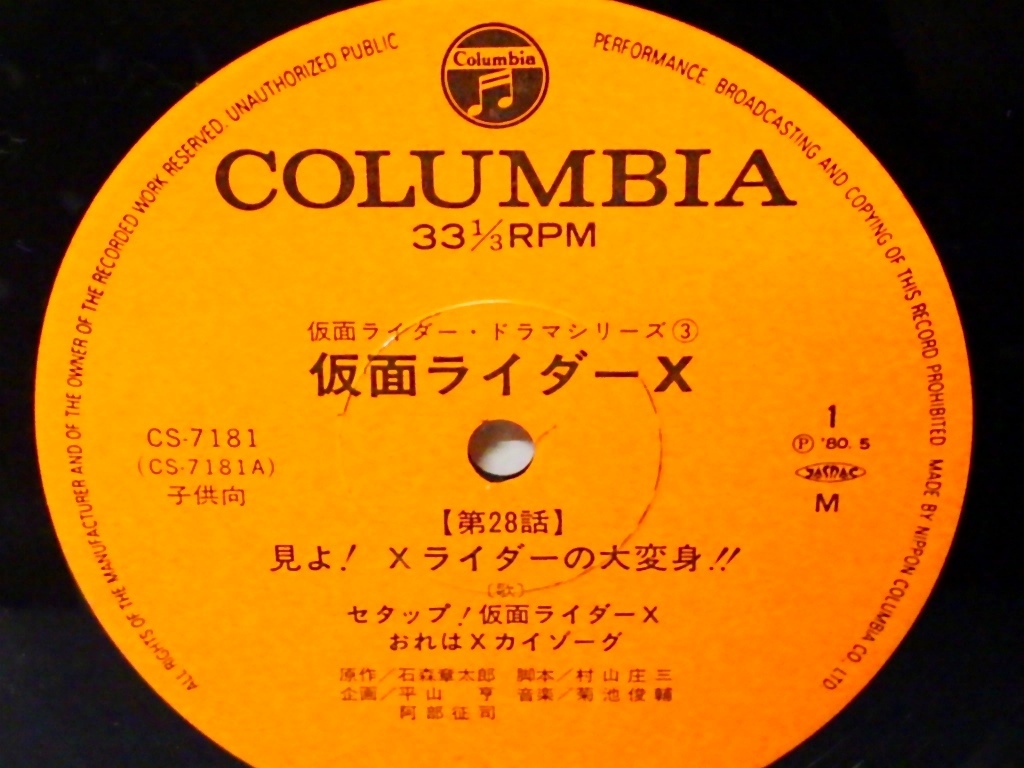 Columbia
COLUMBIA
33 1/3 RPM
仮面ライダー・ドラマシリーズ③
仮面ライダーX
CS-7181
(CS-7181A)
子供向
1
Ⓟ '80. 5
JASRAC
M
【第28話】
見よ! Xライダーの大変身!!
(歌)
セタップ!仮面ライダーX
おれはXカイゾーグ
原作/石森章太郎 脚本/村山庄三
企画/平山 亨 音楽/菊池俊輔
阿部征司
ALL RIGHTS OF THE MANUFACTURER AND OF THE OWNER OF THE RECORDED WORK RESERVED. UNAUTHORIZED PUBLIC PERFORMANCE. BROADCASTING AND COPYING OF THIS RECORD PROHIBITED MADE BY NIPPON COLUMBIA CO., LTD